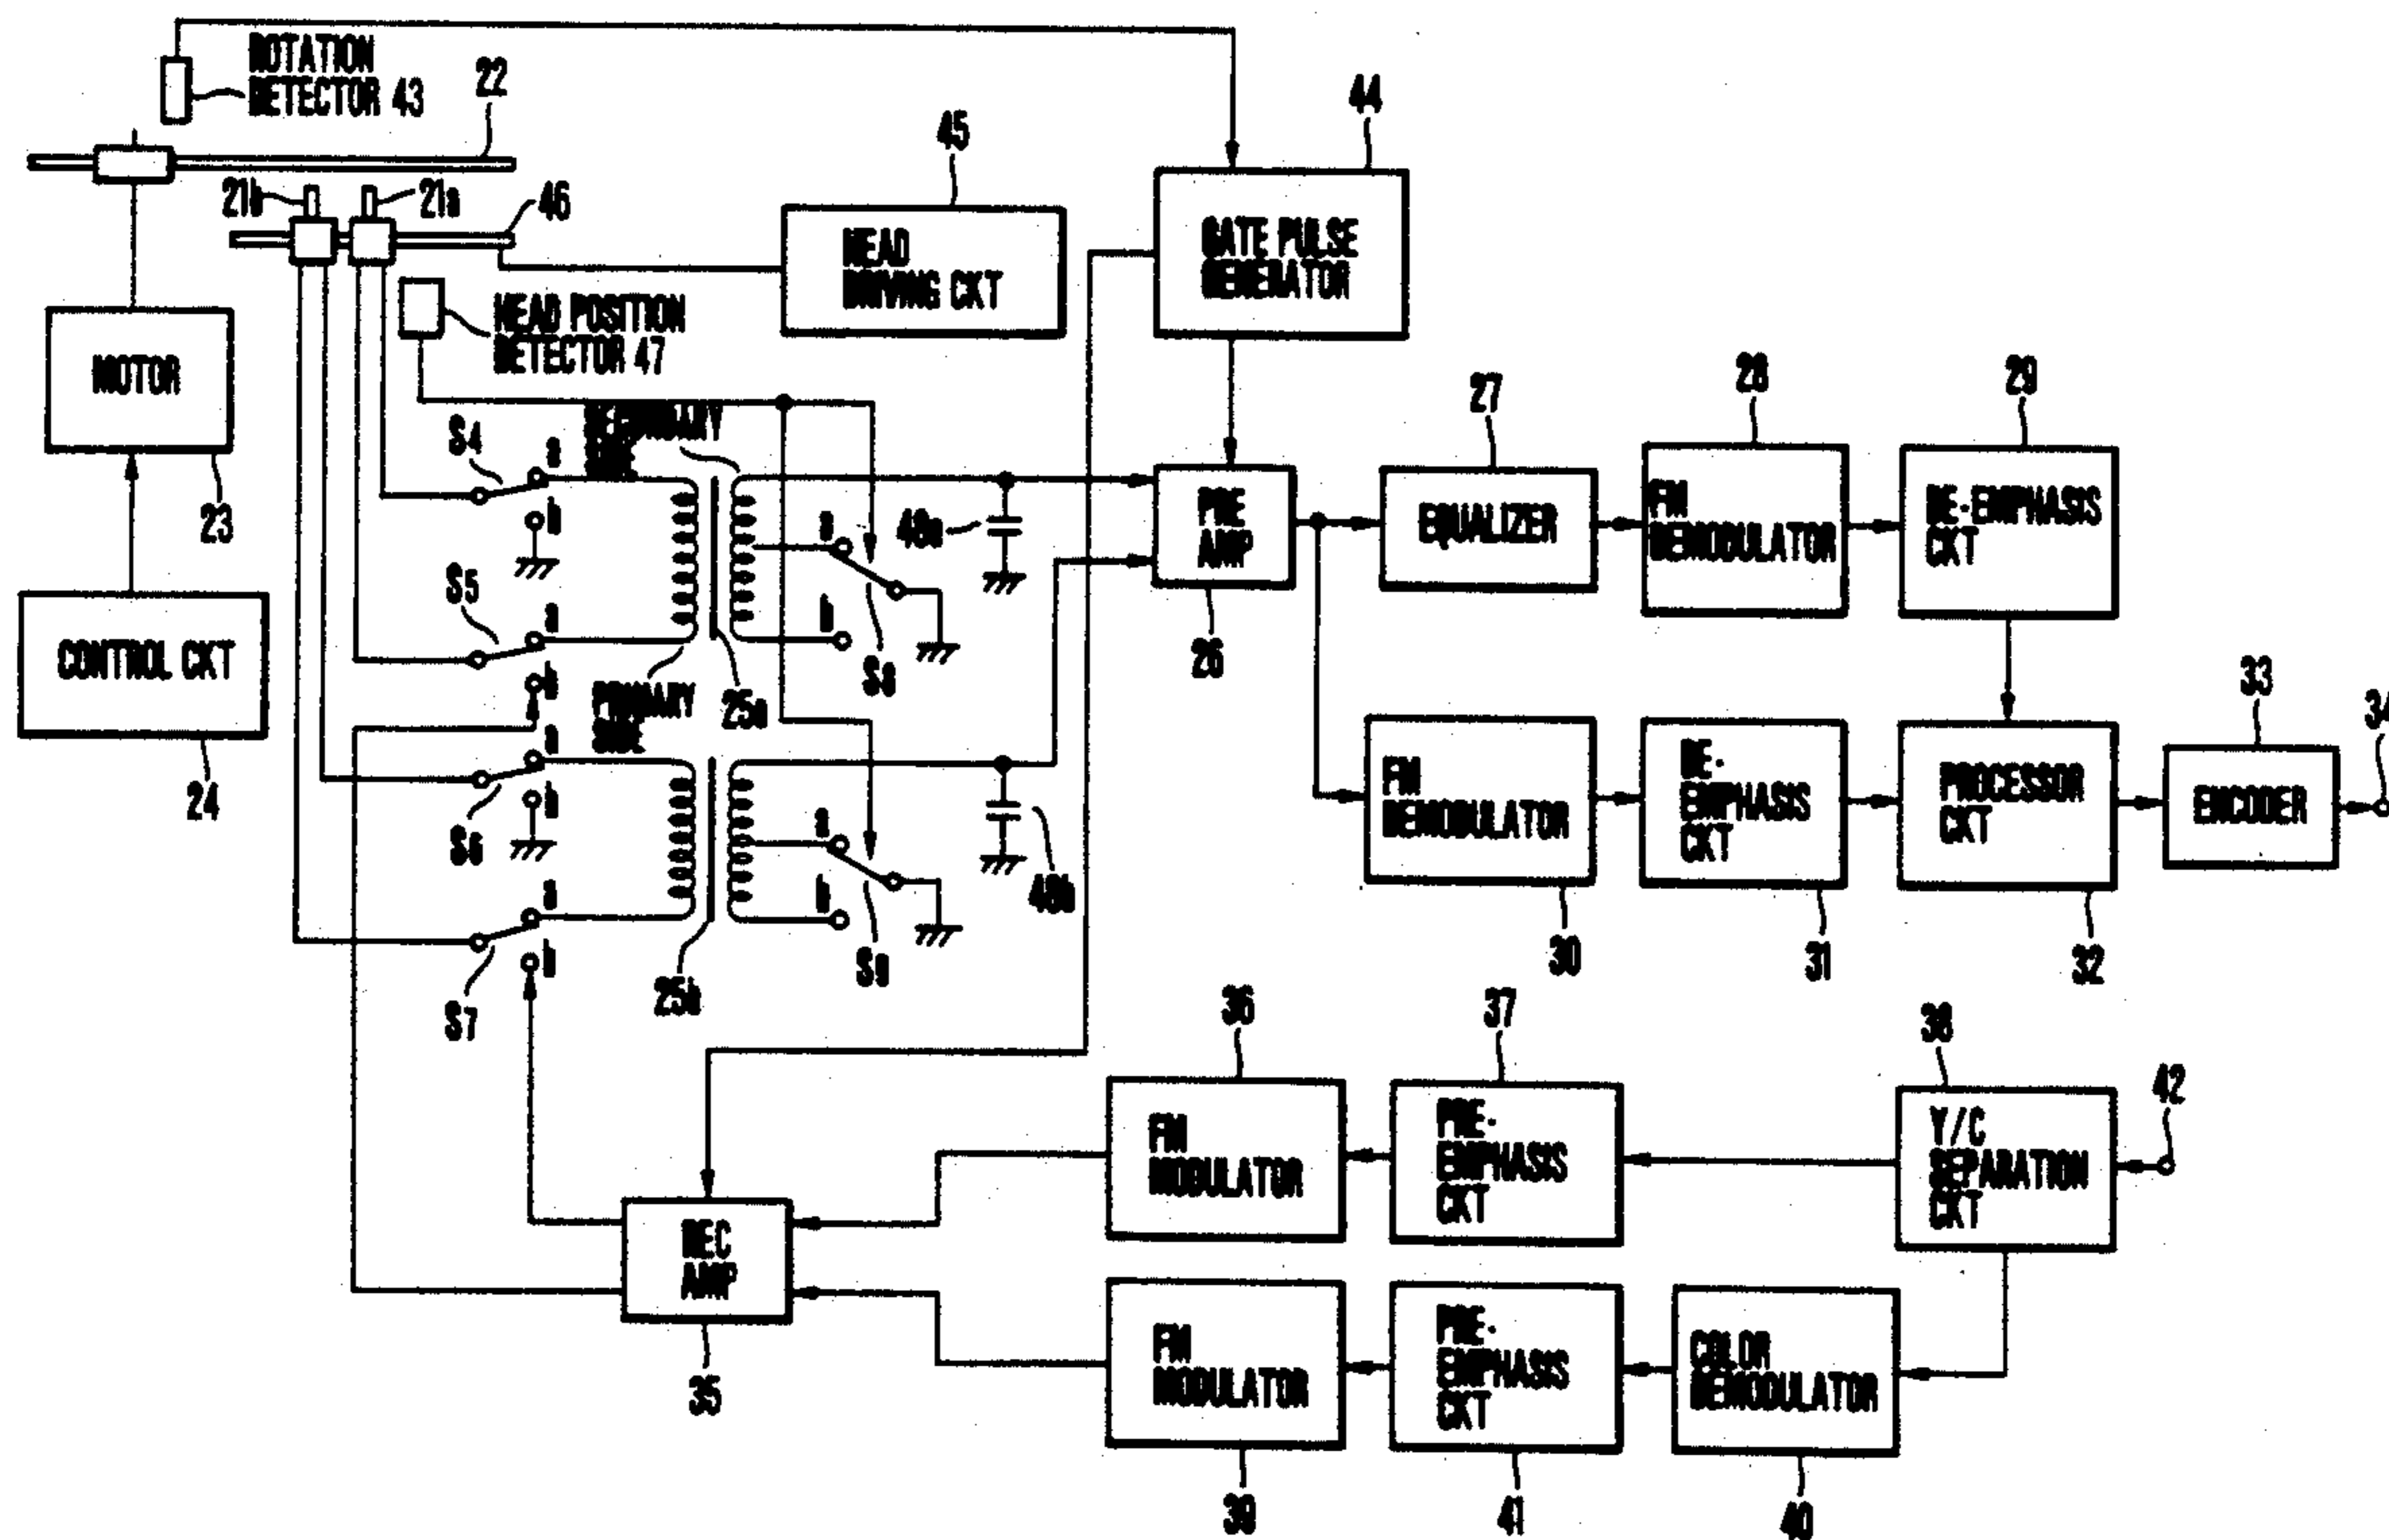 ROTATION
DETECTOR 43
22
44
45
21b
21a
46
HEAD
DRIVING CKT
GATE PULSE
GENERATOR
HEAD POSITION
DETECTOR 47
MOTOR
23
CONTROL CKT
24
S4
a
b
SECONDARY
SIDE
S5
a
b
PRIMARY
SIDE
25a
a
b
S8
48a
PRE
AMP
26
27
EQUALIZER
28
FM
DEMODULATOR
29
DE-EMPHASIS
CKT
S6
a
b
S7
a
b
25b
a
b
S9
48b
FM
DEMODULATOR
30
DE-
EMPHASIS
CKT
31
PROCESSOR
CKT
32
33
ENCODER
34
36
FM
MODULATOR
37
PRE-
EMPHASIS
CKT
38
Y/C
SEPARATION
CKT
42
REC
AMP
35
FM
MODULATOR
39
PRE-
EMPHASIS
CKT
41
COLOR
DEMODULATOR
40